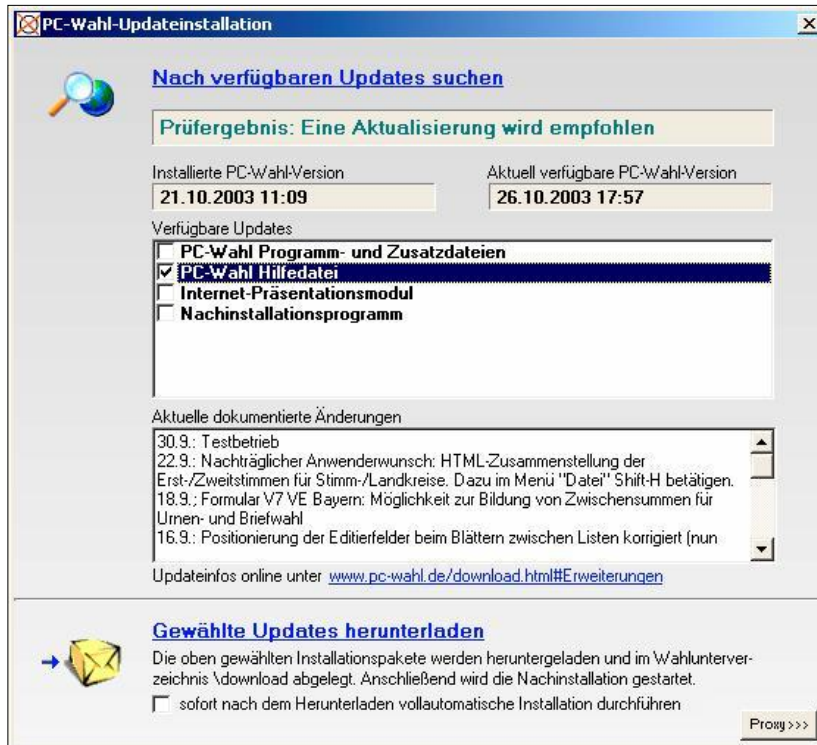 PC-Wahl-Updateinstallation
Nach verfügbaren Updates suchen
Prüfergebnis: Eine Aktualisierung wird empfohlen
Installierte PC-Wahl-Version
Aktuell verfügbare PC-Wahl-Version
21.10.2003 11:09
26.10.2003 17:57
Verfügbare Updates
PC-Wahl Programm- und Zusatzdateien
PC-Wahl Hilfedatei
Internet-Präsentationsmodul
Nachinstallationsprogramm
Aktuelle dokumentierte Änderungen
30.9.: Testbetrieb
22.9.: Nachträglicher Anwenderwunsch: HTML-Zusammenstellung der
Erst-/Zweitstimmen für Stimm-/Landkreise. Dazu im Menü "Datei" Shift-H betätigen.
18.9.; Formular V7 VE Bayern: Möglichkeit zur Bildung von Zwischensummen für
Urnen- und Briefwahl
16.9.: Positionierung der Editierfelder beim Blättern zwischen Listen korrigiert (nun
Updateinfos online unter www.pc-wahl.de/download.html#Erweiterungen
Gewählte Updates herunterladen
Die oben gewählten Installationspakete werden heruntergeladen und im Wahlunterver-
zeichnis \download abgelegt. Anschließend wird die Nachinstallation gestartet.
sofort nach dem Herunterladen vollautomatische Installation durchführen
Proxy>>>